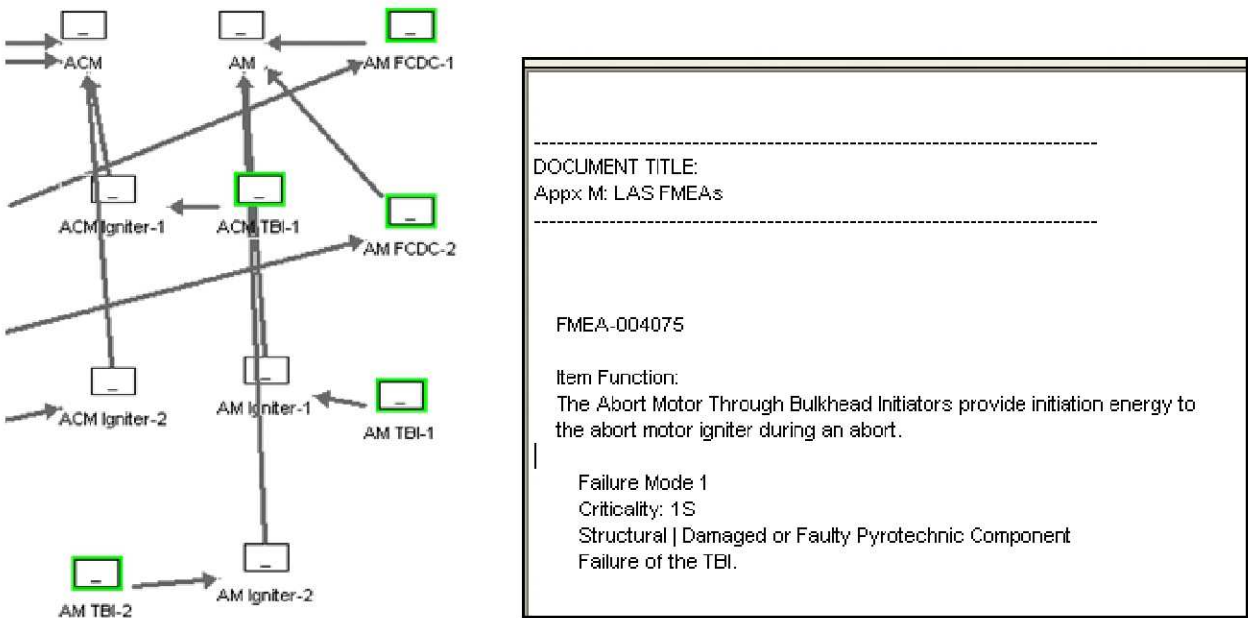 ACM
AM
AM FCDC-1
ACM Igniter-1
ACM TBI-1
AM FCDC-2
ACM Igniter-2
AM Igniter-1
AM TBI-1
AM TBI-2
AM Igniter-2
-----------------------------------------------------------------------
DOCUMENT TITLE:
Appx M: LAS FMEAs
-----------------------------------------------------------------------
FMEA-004075
Item Function:
The Abort Motor Through Bulkhead Initiators provide initiation energy to
the abort motor igniter during an abort.
Failure Mode 1
Criticality: 1S
Structural | Damaged or Faulty Pyrotechnic Component
Failure of the TBI.